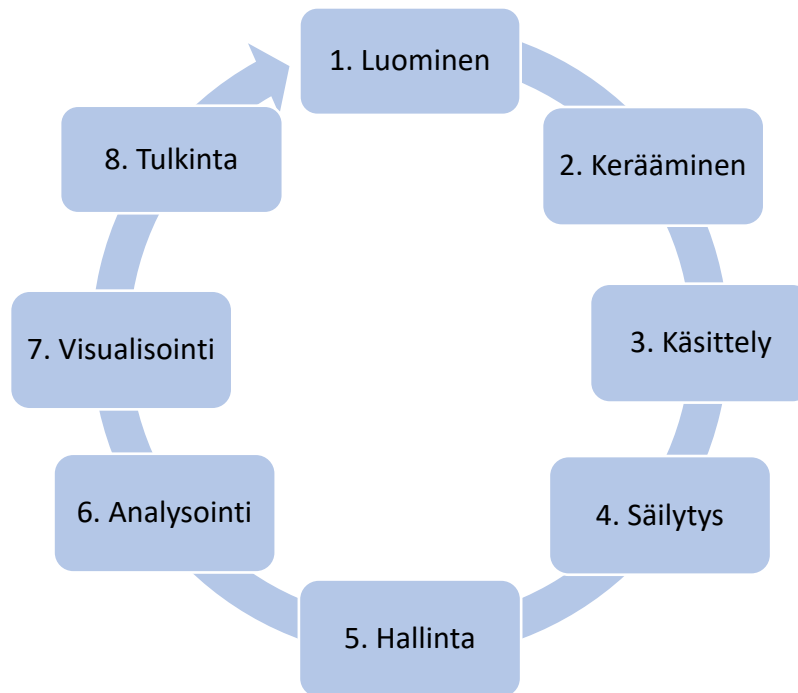 1. Luominen
2. Kerääminen
3. Käsittely
4. Säilytys
5. Hallinta
6. Analysointi
7. Visualisointi
8. Tulkinta